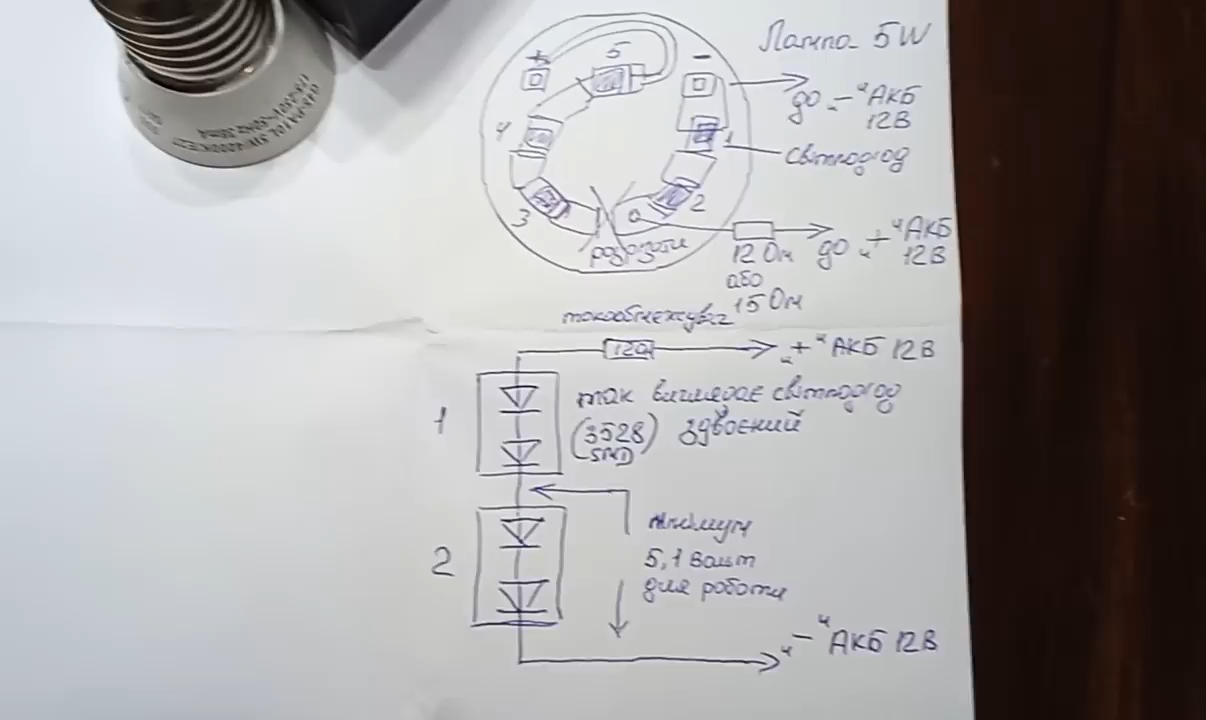 Лампа 5W
+
5
−
до "−" АКБ
12В
4
1
світлодіод
3
2
розрізати
12 Ом
або
15 Ом
до "+" АКБ
12В
токообмежувач
12Ω
"+" АКБ 12В
1
так виглядає світлодіод
(3528) здвоєний
SMD
2
мінімум
5,1 вольт
для роботи
"−" АКБ 12В